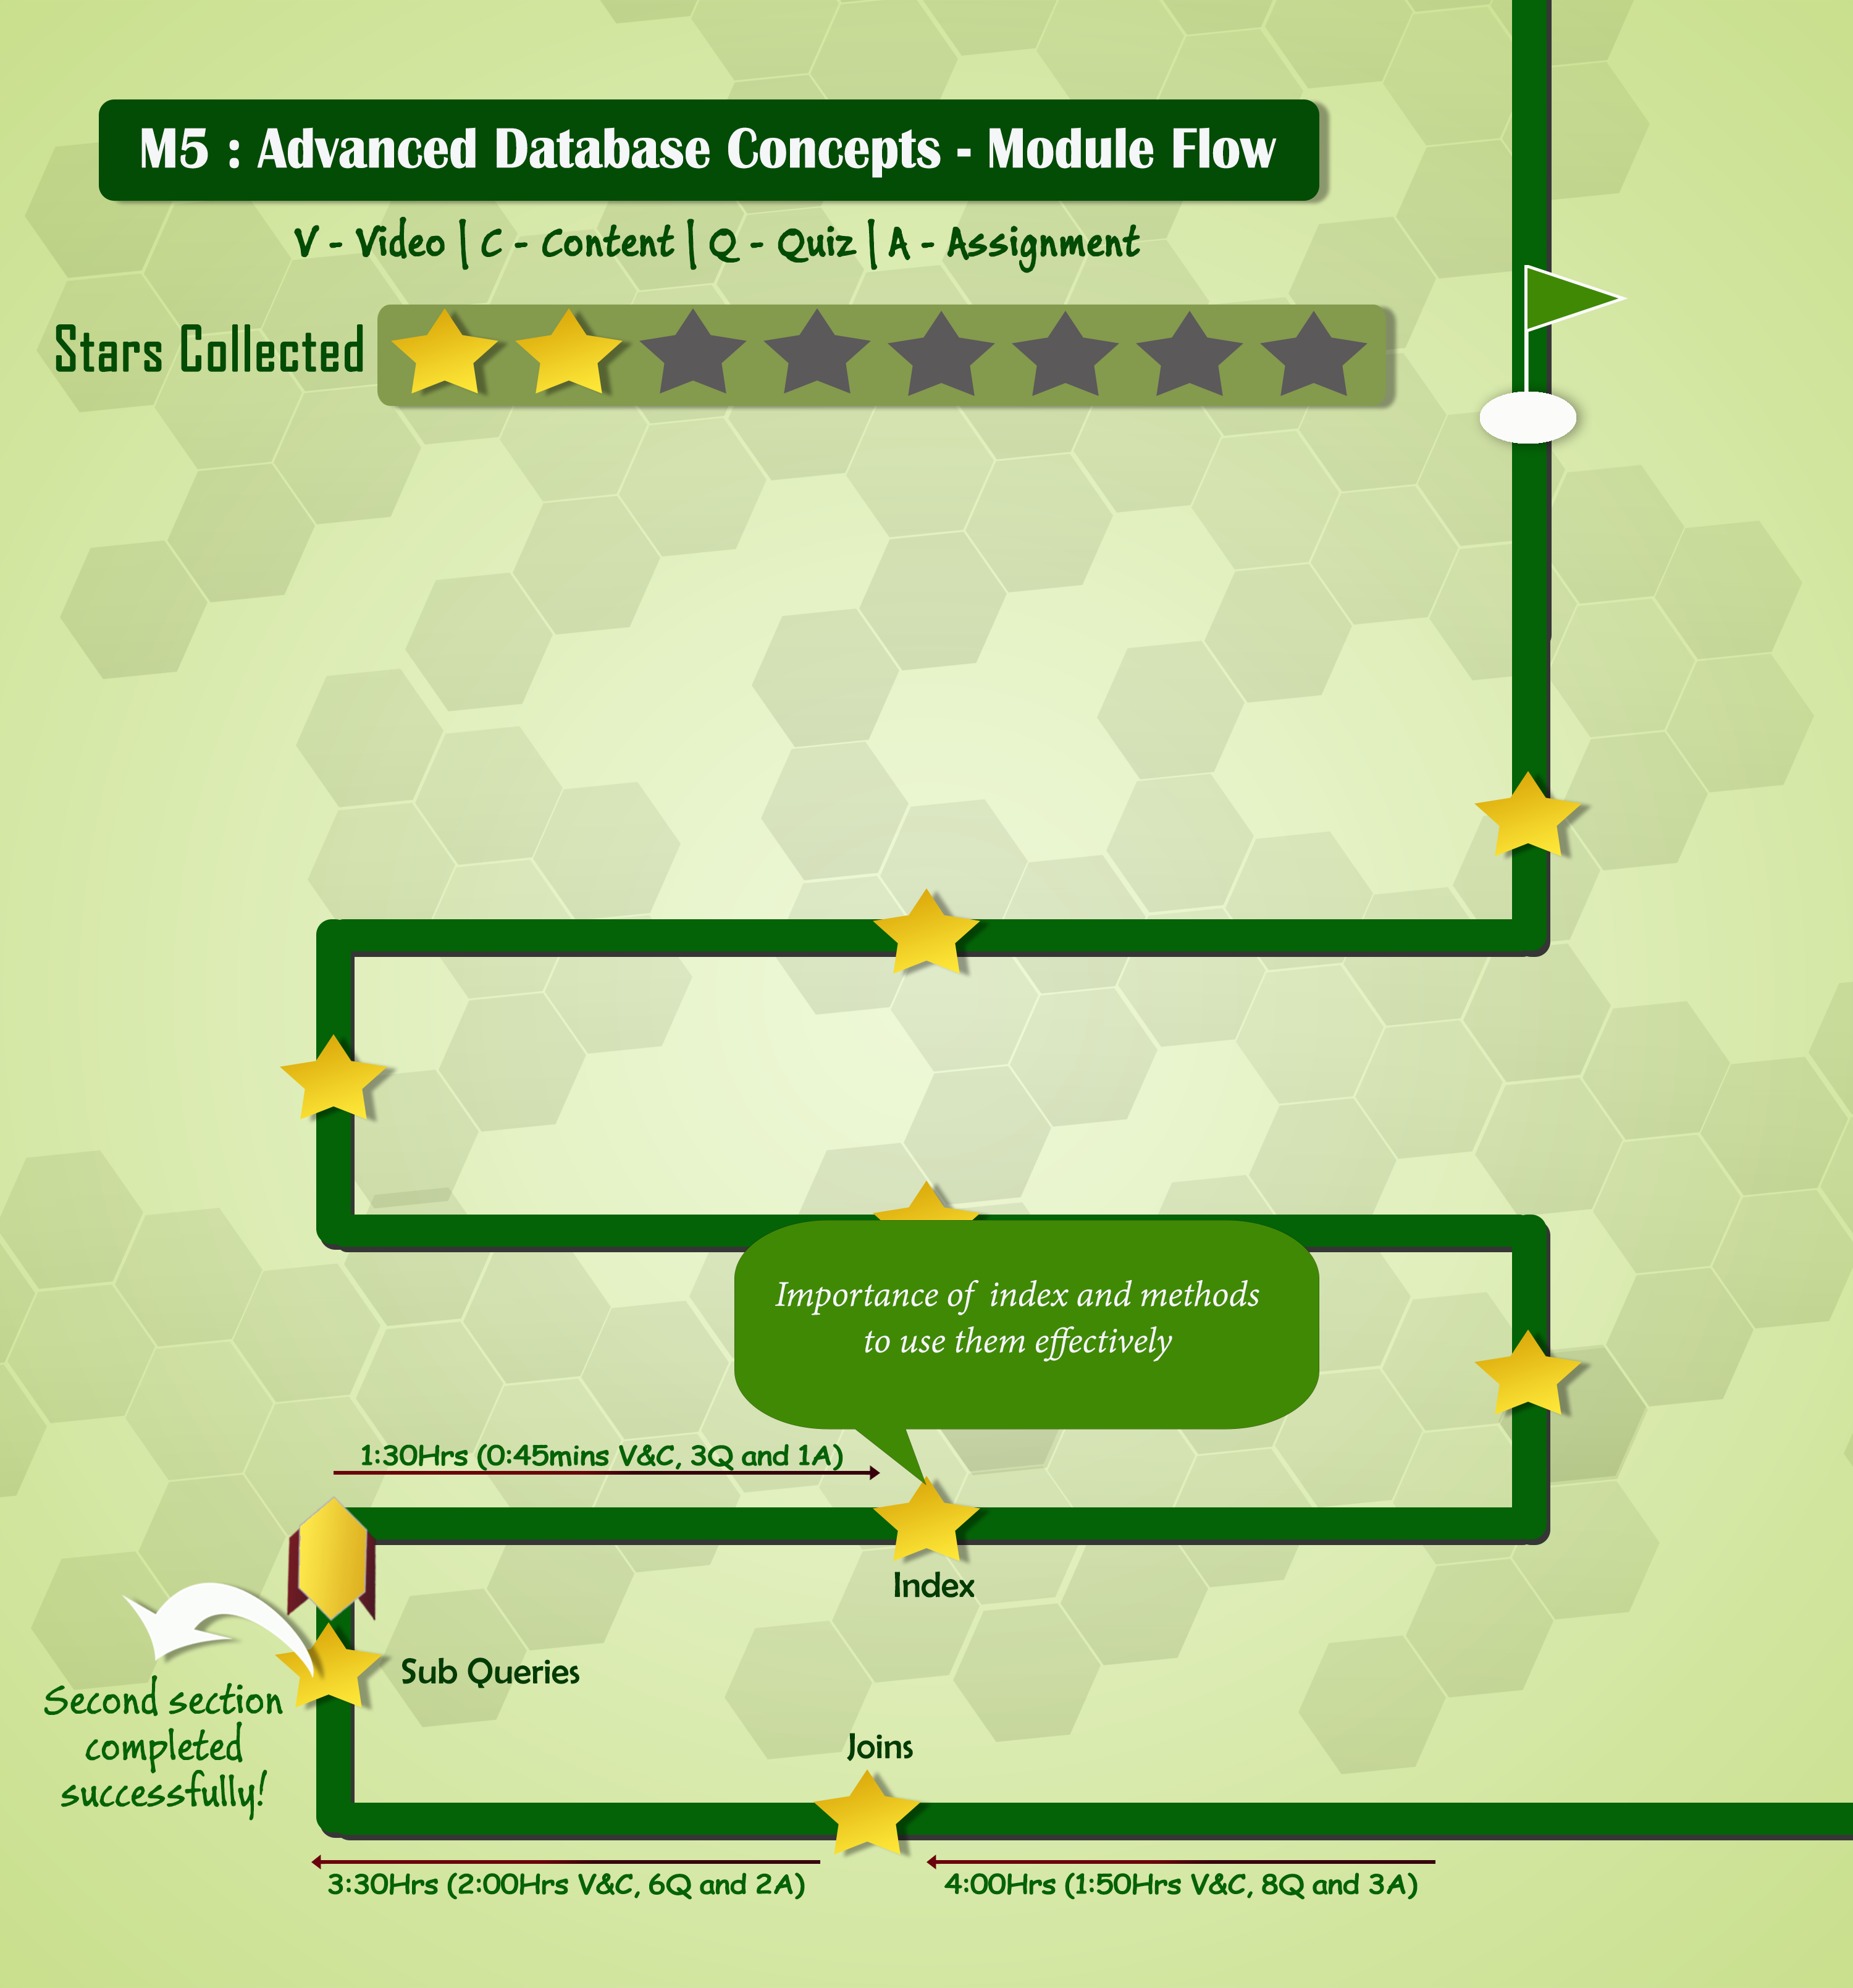 M5 : Advanced Database Concepts - Module Flow
V - Video | C - Content | Q - Quiz | A - Assignment
Stars Collected
Importance of index and methods
to use them effectively
1:30Hrs (0:45mins V&C, 3Q and 1A)
Index
Sub Queries
Second section
completed
successfully!
Joins
3:30Hrs (2:00Hrs V&C, 6Q and 2A)
4:00Hrs (1:50Hrs V&C, 8Q and 3A)